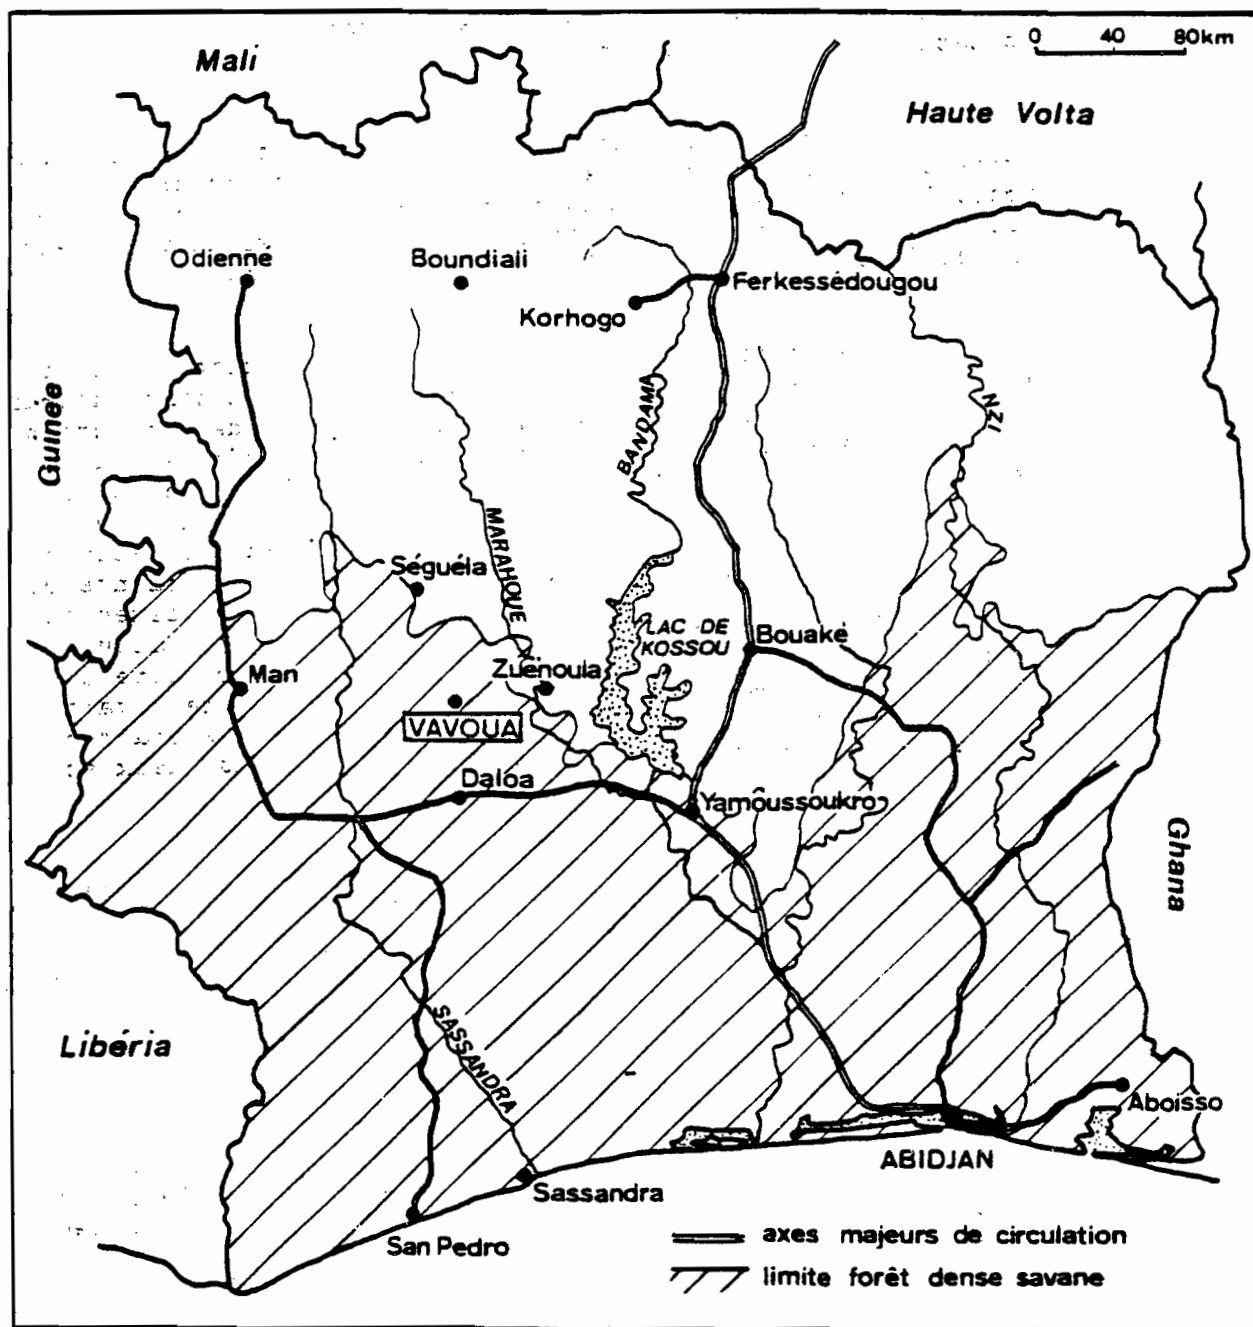 0 40 80km
Mali
Haute Volta
Odienné
Boundiali
Ferkessédougou
Korhogo
Guinée
BANDAMA
NZI
MARAHOUE
Séguéla
LAC DE
KOSSOU
Bouaké
Man
Zuénoula
VAVOUA
Daloa
Yamoussoukro
Ghana
Libéria
SASSANDRA
Aboisso
ABIDJAN
Sassandra
San Pedro
axes majeurs de circulation
limite forêt dense savane